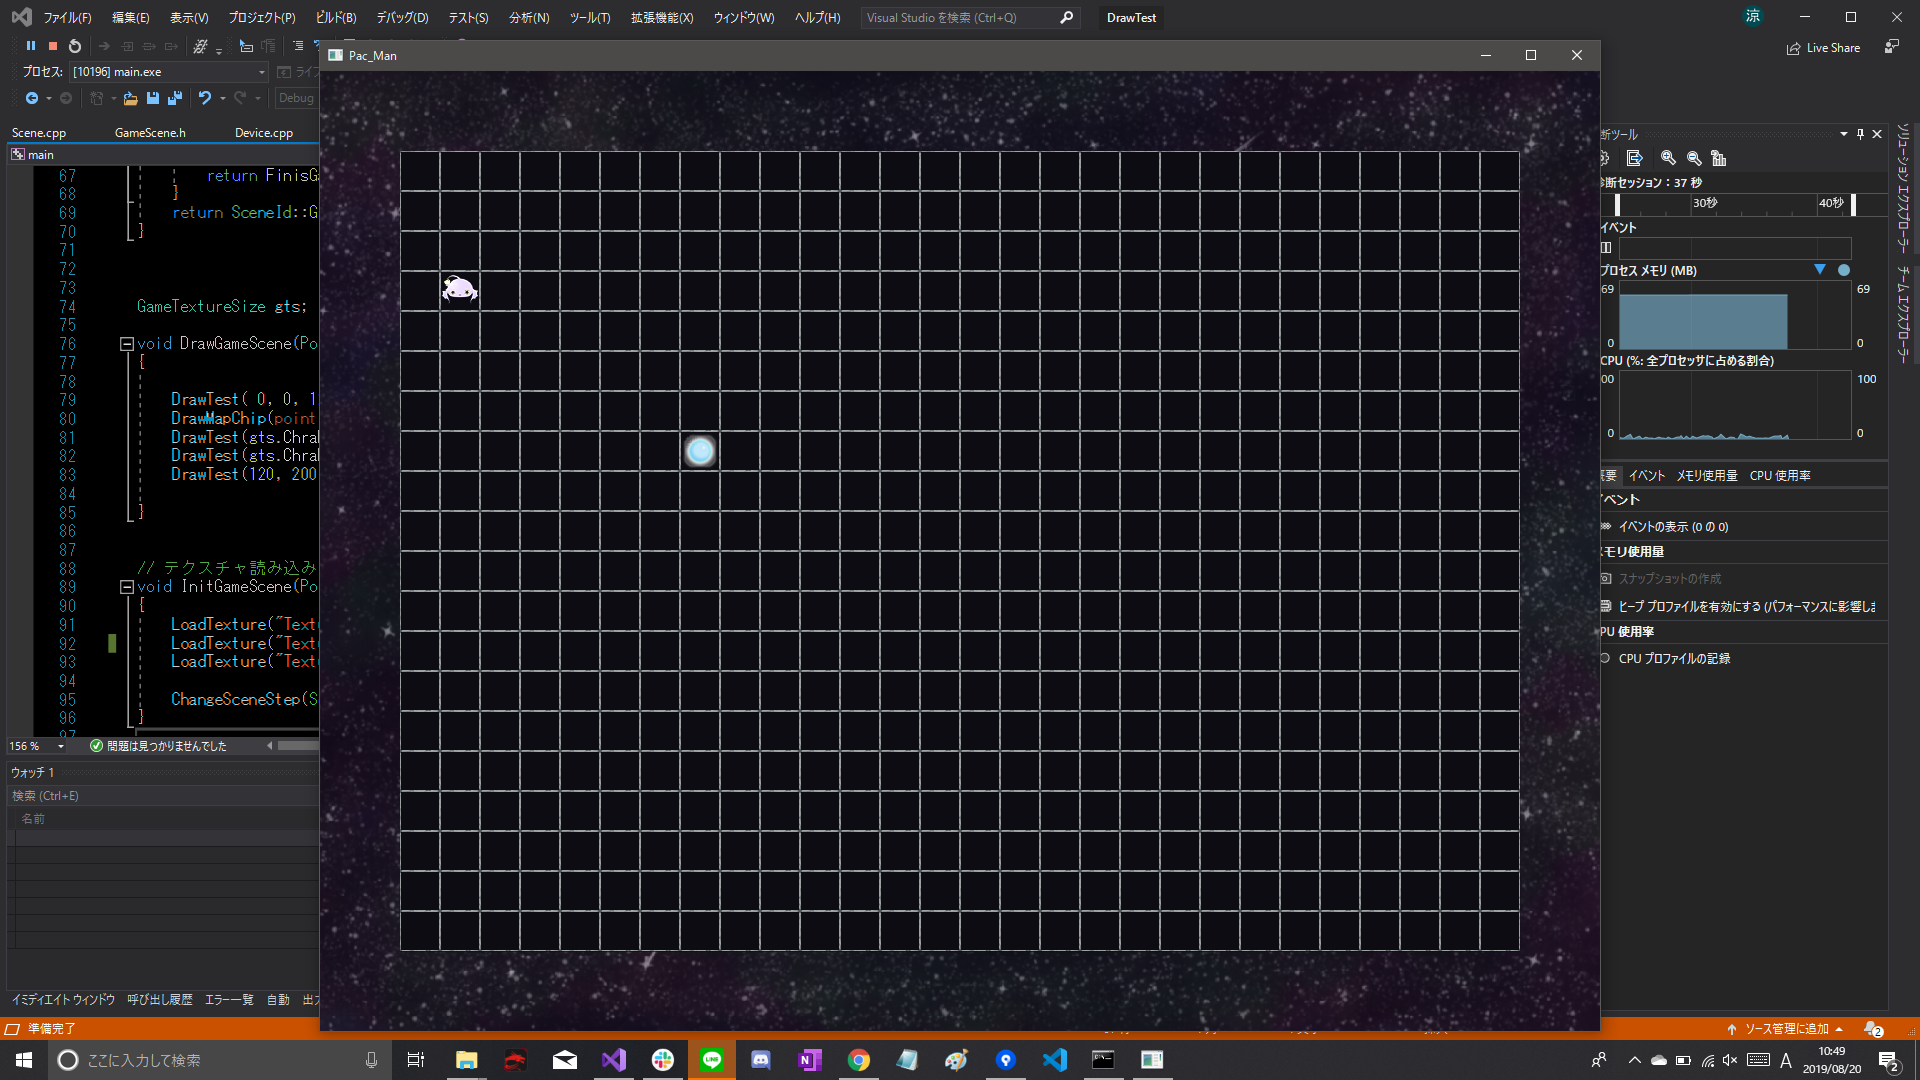 ファイル(F) 編集(E) 表示(V) プロジェクト(P) ビルド(B) デバッグ(D) テスト(S) 分析(N) ツール(T) 拡張機能(X) ウィンドウ(W) ヘルプ(H) Visual Studio を検索 (Ctrl+Q) DrawTest 涼
Live Share
Pac_Man
プロセス: [10196] main.exe
Debug
Scene.cpp GameScene.h Device.cpp
main
67 return FinisG
68 }
69 return SceneId::G
70 }
71
72
73
74 GameTextureSize gts;
75
76 void DrawGameScene(Po
77 {
78
79 DrawTest( 0, 0, 1
80 DrawMapChip(point
81 DrawTest(gts.Chra
82 DrawTest(gts.Chra
83 DrawTest(120, 200
84
85 }
86
87
88 // テクスチャ読み込み
89 void InitGameScene(Po
90 {
91 LoadTexture("Text
92 LoadTexture("Text
93 LoadTexture("Text
94
95 ChangeSceneStep(S
96 }
97
156 % 問題は見つかりませんでした
ウォッチ 1
検索 (Ctrl+E)
名前
イミディエイト ウィンドウ 呼び出し履歴 エラー一覧 自動
断ツール
診断セッション：37 秒
30秒 40秒
イベント
プロセス メモリ (MB)
69 69
0 0
CPU (%: 全プロセッサに占める割合)
00 100
0 0
概要 イベント メモリ使用量 CPU 使用率
イベント
イベントの表示 (0 の 0)
メモリ使用量
スナップショットの作成
ヒープ プロファイルを有効にする (パフォーマンスに影響しま
CPU 使用率
CPU プロファイルの記録
ソリューション エクスプローラー
チーム エクスプローラー
準備完了
ソース管理に追加 2
ここに入力して検索
LINE
A
10:49
2019/08/20
2